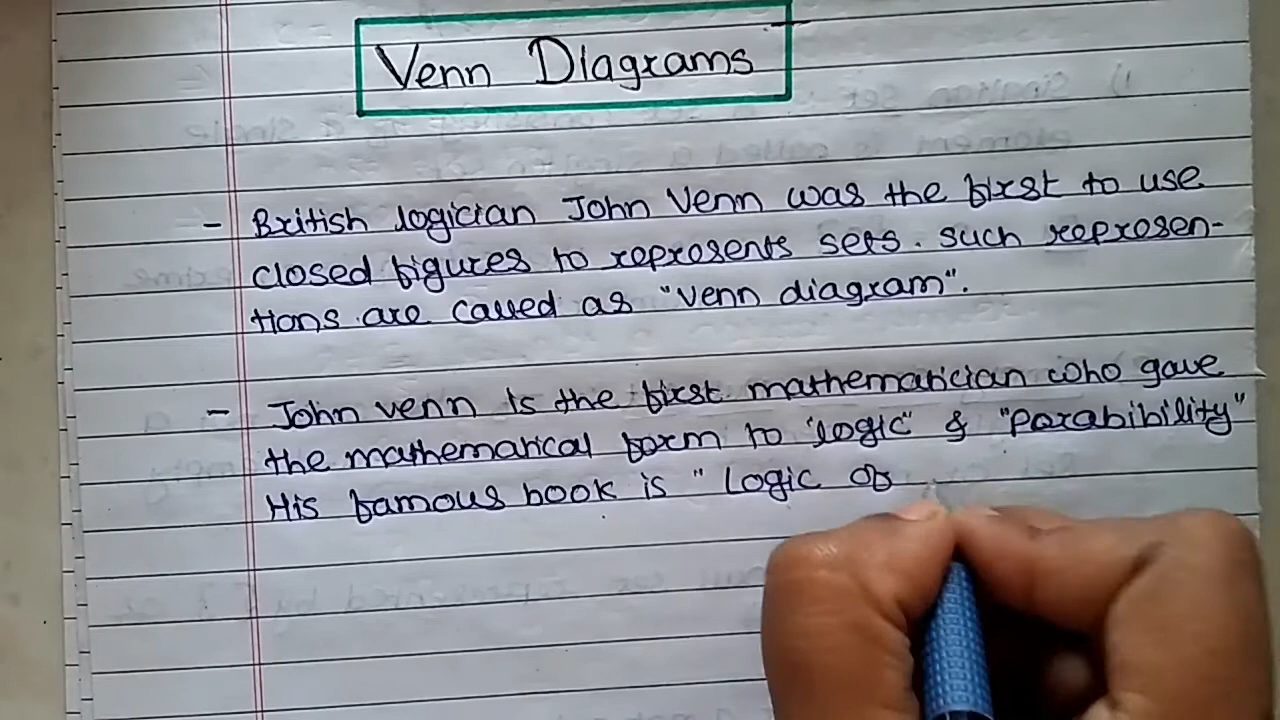 Venn Diagrams
- British logician John Venn was the first to use
closed figures to represents sets. such represen-
tions are called as "venn diagram".
- John venn is the first mathematician who gave
the mathematical form to "logic" & "Parabibility"
His famous book is "Logic of